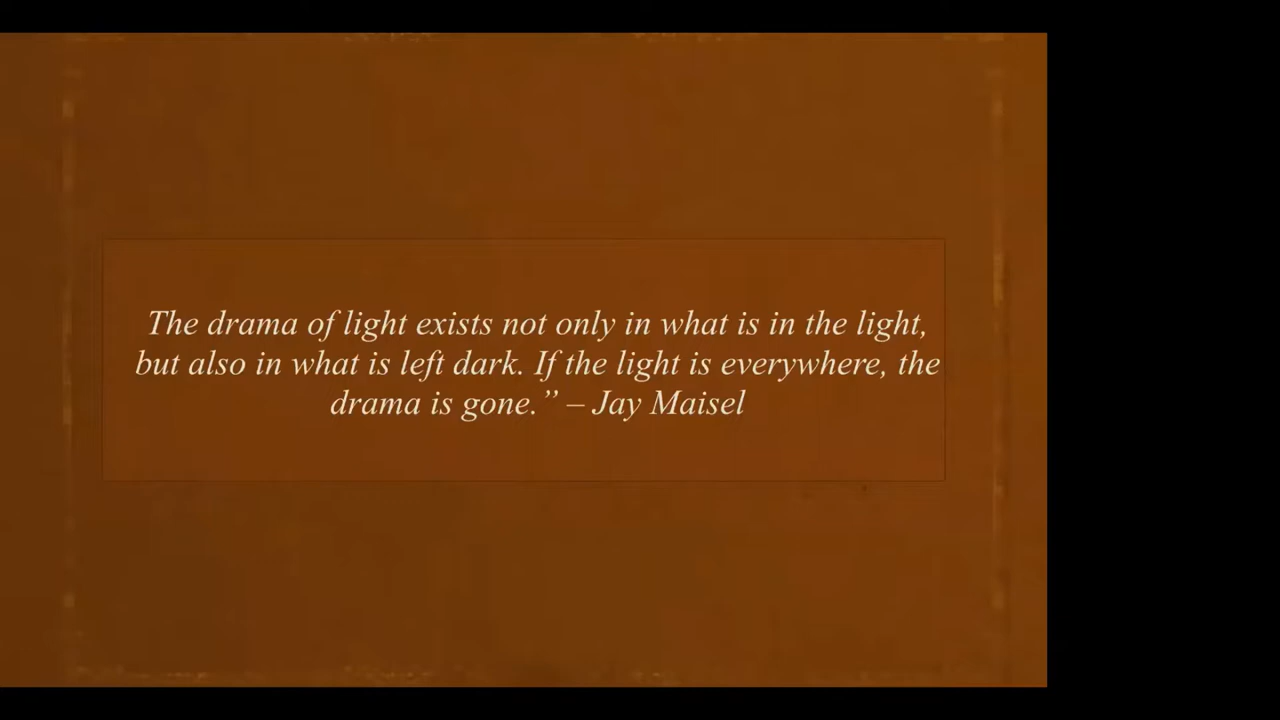 The drama of light exists not only in what is in the light,
but also in what is left dark. If the light is everywhere, the
drama is gone.” – Jay Maisel